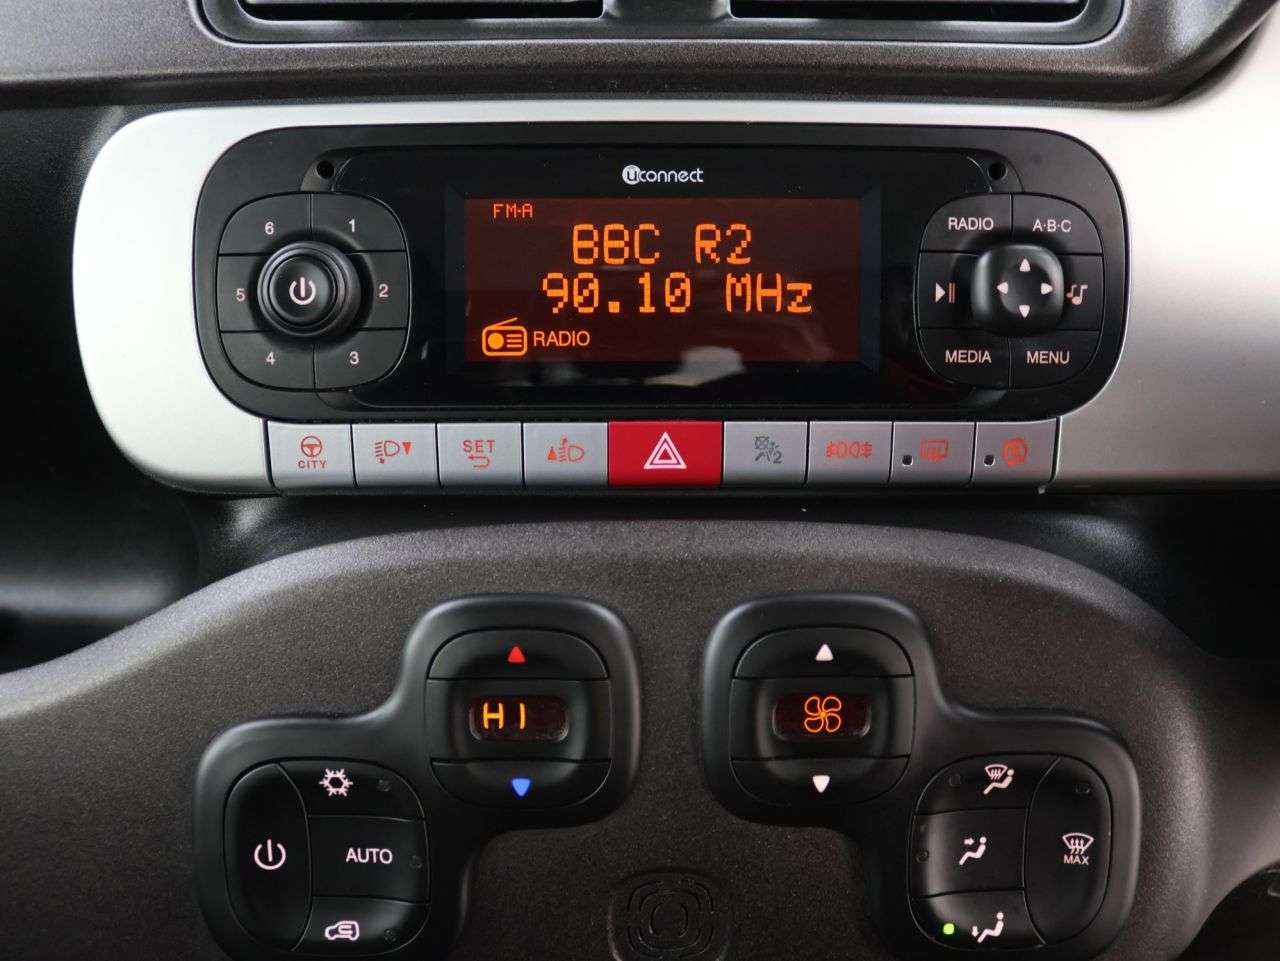 uconnect
FM-A
BBC R2
90.10 MHz
RADIO
6
1
5
2
4
3
RADIO
A·B·C
MEDIA
MENU
CITY
SET
2
HI
AUTO
MAX